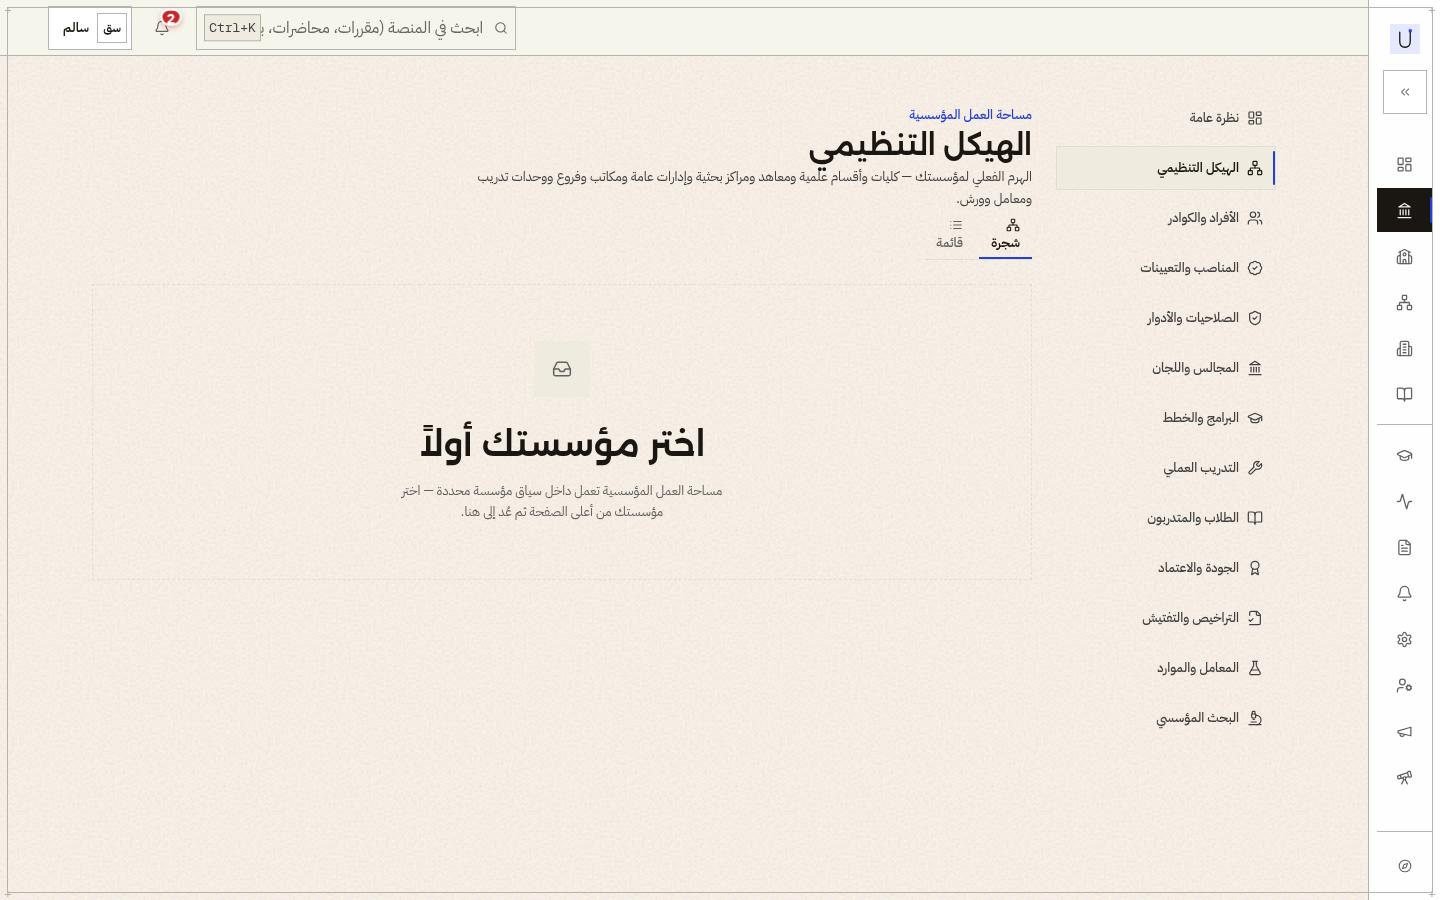 ابحث في المنصة (مقررات، محاضرات، ب
Ctrl+K
2
سق
سالم
نظرة عامة
الهيكل التنظيمي
الأفراد والكوادر
المناصب والتعيينات
الصلاحيات والأدوار
المجالس واللجان
البرامج والخطط
التدريب العملي
الطلاب والمتدربون
الجودة والاعتماد
التراخيص والتفتيش
المعامل والموارد
البحث المؤسسي
مساحة العمل المؤسسية
الهيكل التنظيمي
الهرم الفعلي لمؤسستك — كليات وأقسام علمية ومعاهد ومراكز بحثية وإدارات عامة ومكاتب وفروع ووحدات تدريب
ومعامل وورش.
شجرة
قائمة
اختر مؤسستك أولاً
مساحة العمل المؤسسية تعمل داخل سياق مؤسسة محددة — اختر
مؤسستك من أعلى الصفحة ثم عُد إلى هنا.